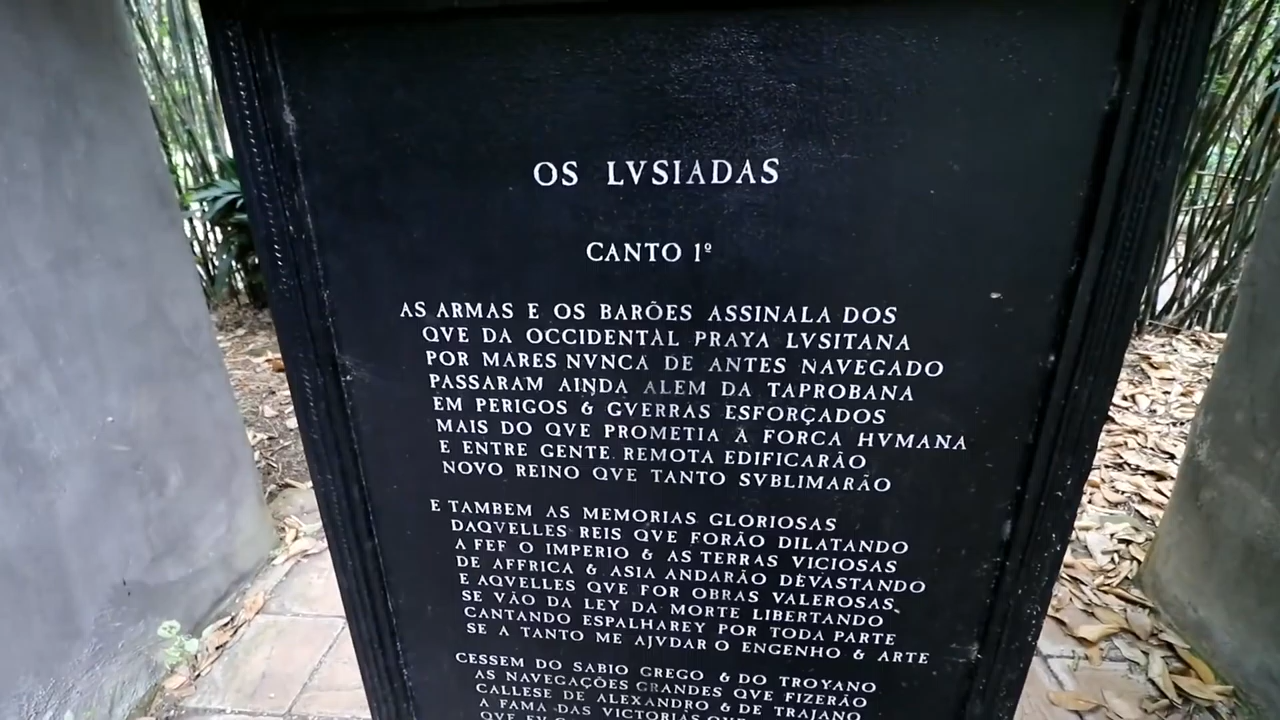 OS LVSIADAS
CANTO 1º
AS ARMAS E OS BARÕES ASSINALA DOS
QVE DA OCCIDENTAL PRAYA LVSITANA
POR MARES NVNCA DE ANTES NAVEGADO
PASSARAM AINDA ALEM DA TAPROBANA
EM PERIGOS & GVERRAS ESFORÇADOS
MAIS DO QVE PROMETIA A FORCA HVMANA
E ENTRE GENTE REMOTA EDIFICARÃO
NOVO REINO QVE TANTO SVBLIMARÃO
E TAMBEM AS MEMORIAS GLORIOSAS
DAQVELLES REIS QVE FORÃO DILATANDO
A FEF O IMPERIO & AS TERRAS VICIOSAS
DE AFFRICA & ASIA ANDARÃO DEVASTANDO
E AQVELLES QVE FOR OBRAS VALEROSAS
SE VÃO DA LEY DA MORTE LIBERTANDO
CANTANDO ESPALHAREY POR TODA PARTE
SE A TANTO ME AJVDAR O ENGENHO & ARTE
CESSEM DO SABIO GREGO & DO TROYANO
AS NAVEGAÇÕES GRANDES QVE FIZERÃO
CALLESE DE ALEXANDRO & DE TRAJANO
A FAMA DAS VICTORIAS QVE
QVE EV